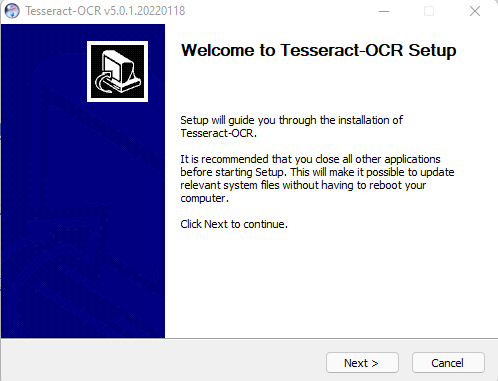 Tesseract-OCR v5.0.1.20220118
Welcome to Tesseract-OCR Setup
Setup will guide you through the installation of
Tesseract-OCR.
It is recommended that you close all other applications
before starting Setup. This will make it possible to update
relevant system files without having to reboot your
computer.
Click Next to continue.
Next >
Cancel